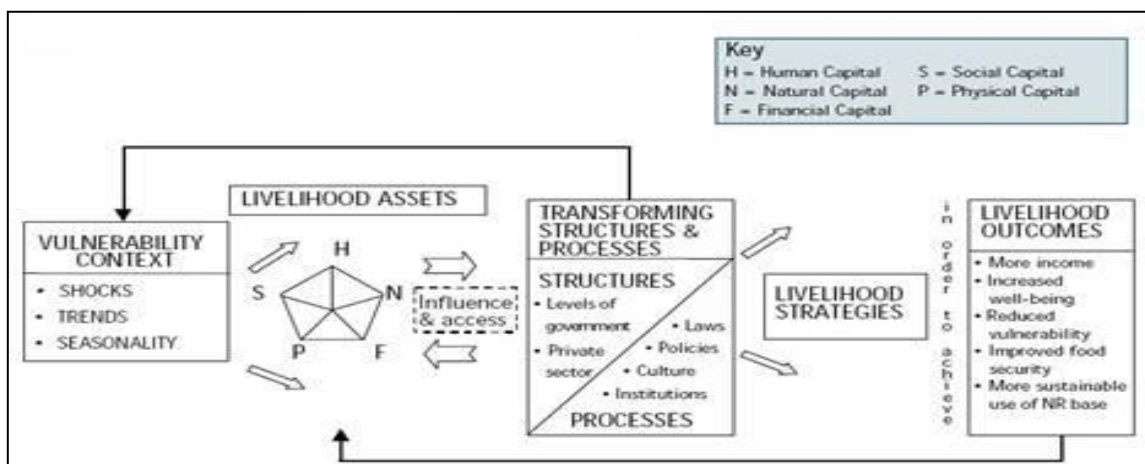 Key
H = Human Capital S = Social Capital
N = Natural Capital P = Physical Capital
F = Financial Capital
LIVELIHOOD ASSETS
VULNERABILITY
CONTEXT
• SHOCKS
• TRENDS
• SEASONALITY
H
S
N
P
F
Influence
& access
TRANSFORMING
STRUCTURES &
PROCESSES
STRUCTURES
• Levels of
government
• Private
sector
• Laws
• Policies
• Culture
• Institutions
PROCESSES
LIVELIHOOD
STRATEGIES
in order to achieve
LIVELIHOOD
OUTCOMES
• More income
• Increased
well-being
• Reduced
vulnerability
• Improved food
security
• More sustainable
use of NR base